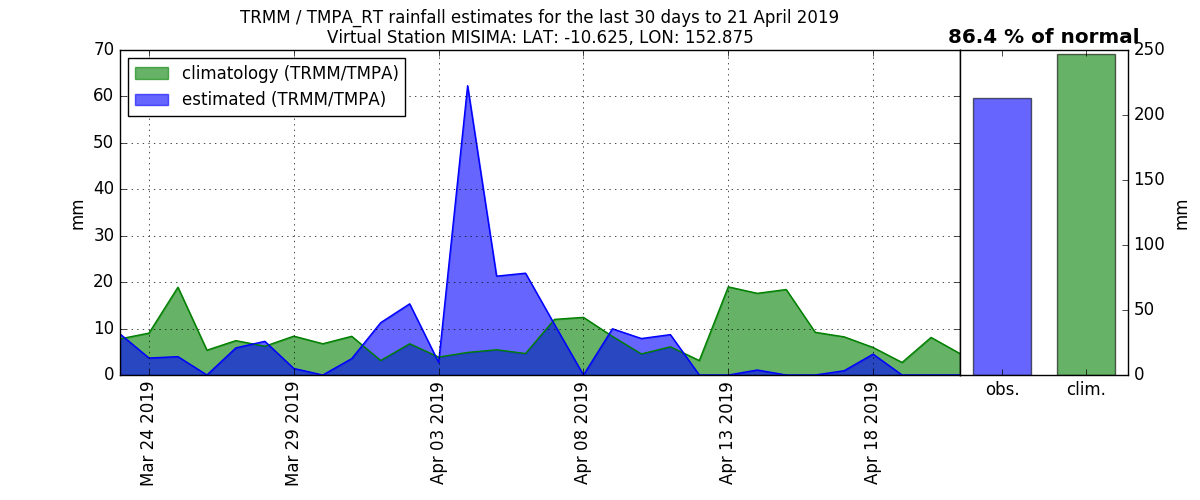 TRMM / TMPA_RT rainfall estimates for the last 30 days to 21 April 2019
Virtual Station MISIMA: LAT: -10.625, LON: 152.875
86.4 % of normal
climatology (TRMM/TMPA)
estimated (TRMM/TMPA)
70
60
50
40
30
20
10
0
mm
Mar 24 2019
Mar 29 2019
Apr 03 2019
Apr 08 2019
Apr 13 2019
Apr 18 2019
obs.
clim.
250
200
150
100
50
0
mm